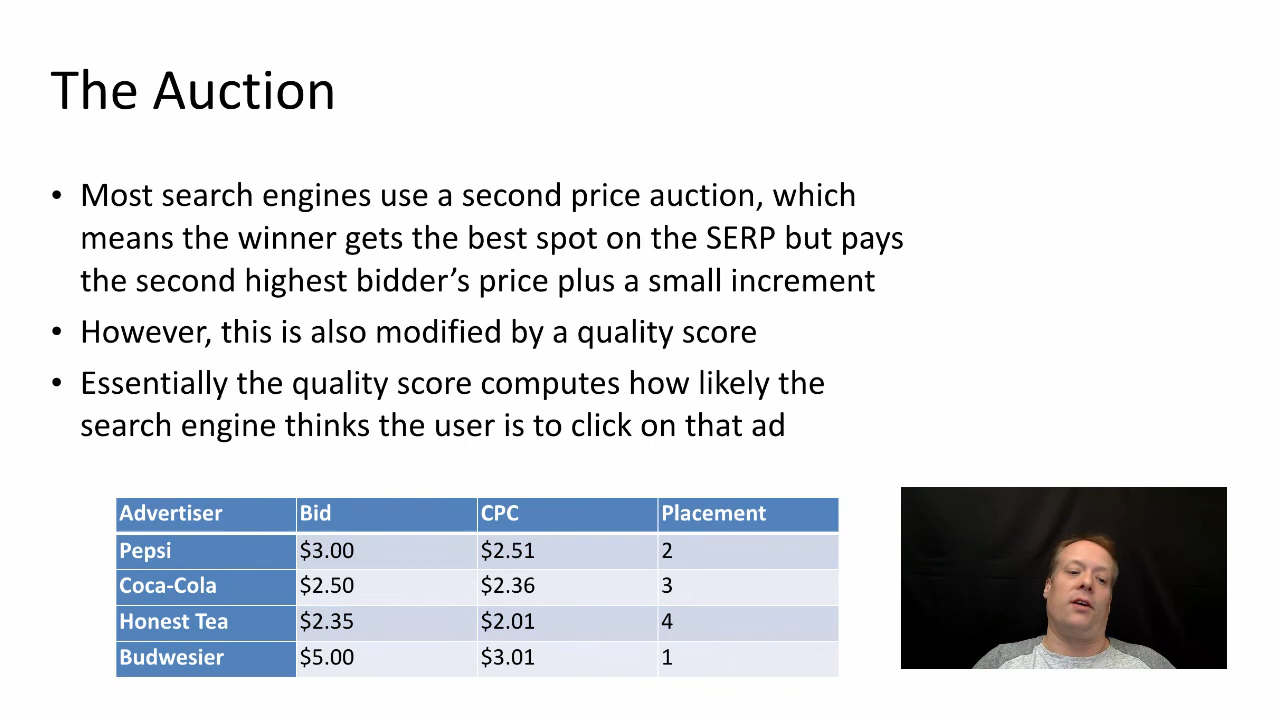 The Auction
• Most search engines use a second price auction, which
means the winner gets the best spot on the SERP but pays
the second highest bidder’s price plus a small increment
• However, this is also modified by a quality score
• Essentially the quality score computes how likely the
search engine thinks the user is to click on that ad
Advertiser Bid CPC Placement
Pepsi $3.00 $2.51 2
Coca-Cola $2.50 $2.36 3
Honest Tea $2.35 $2.01 4
Budwesier $5.00 $3.01 1